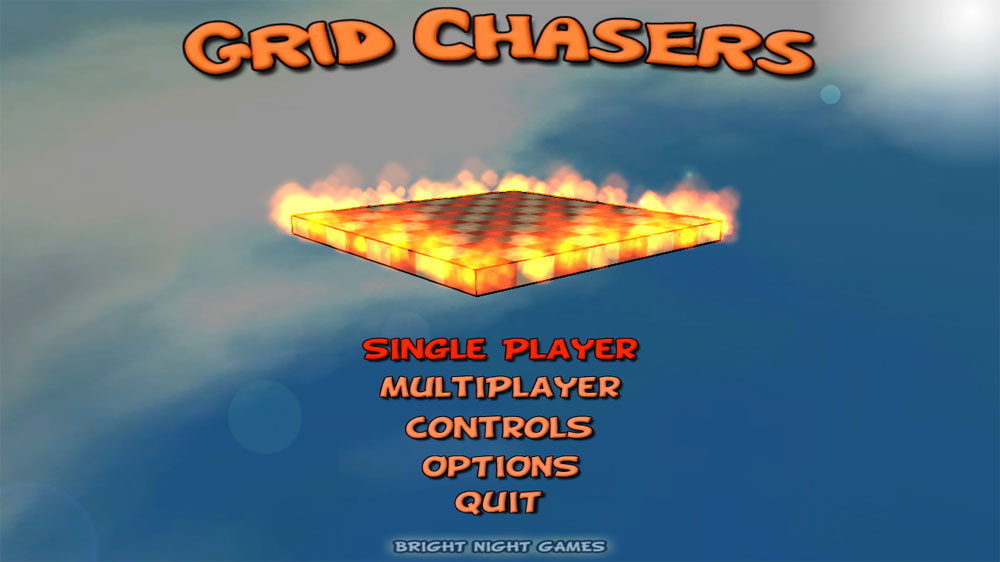 GRID CHASERS
SINGLE PLAYER
MULTIPLAYER
CONTROLS
OPTIONS
QUIT
BRIGHT NIGHT GAMES